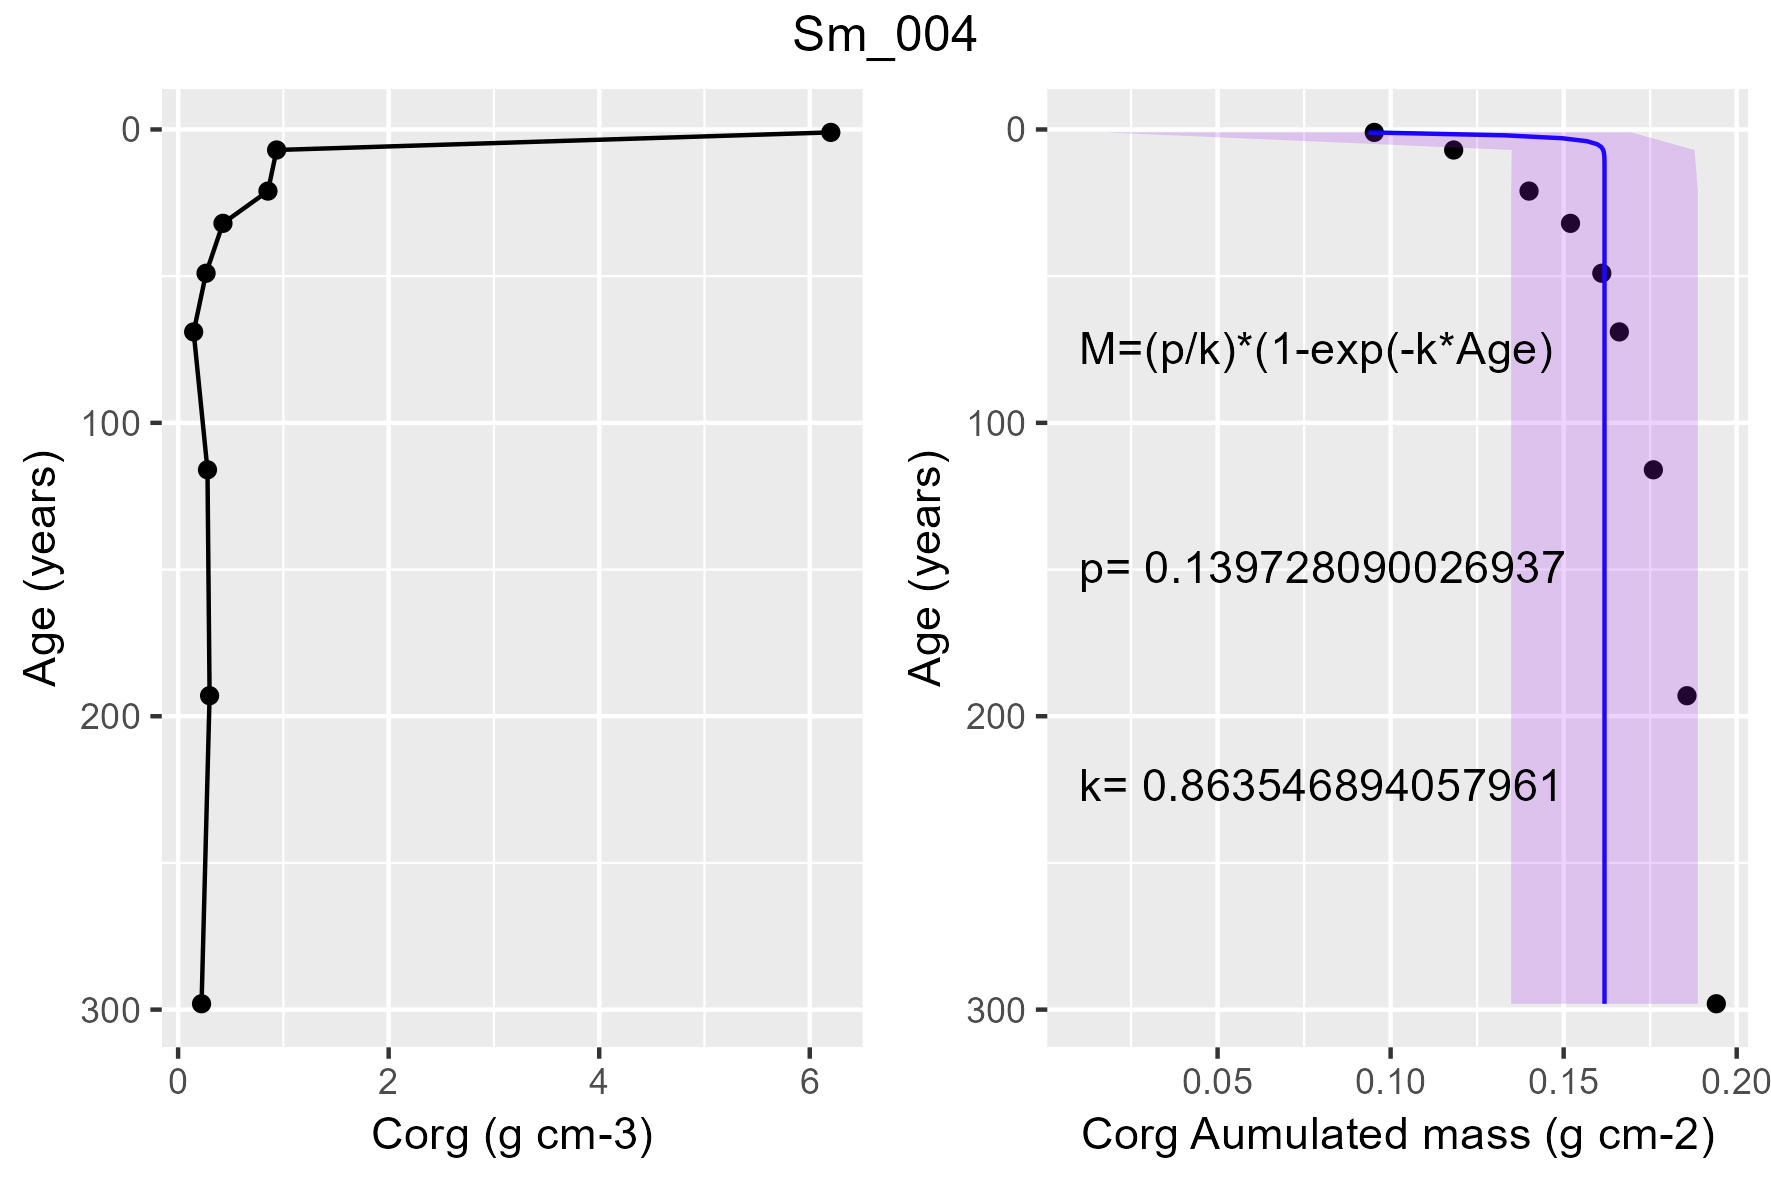 Sm_004
0
100
200
300
Age (years)
0
2
4
6
Corg (g cm-3)
0
100
200
300
Age (years)
M=(p/k)*(1-exp(-k*Age)
p= 0.139728090026937
k= 0.863546894057961
0.05
0.10
0.15
0.20
Corg Aumulated mass (g cm-2)